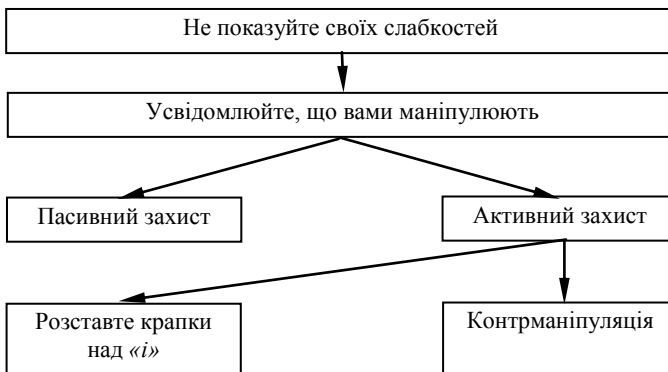 Не показуйте своїх слабкостей
Усвідомлюйте, що вами маніпулюють
Пасивний захист
Активний захист
Розставте крапки
над «і»
Контрманіпуляція